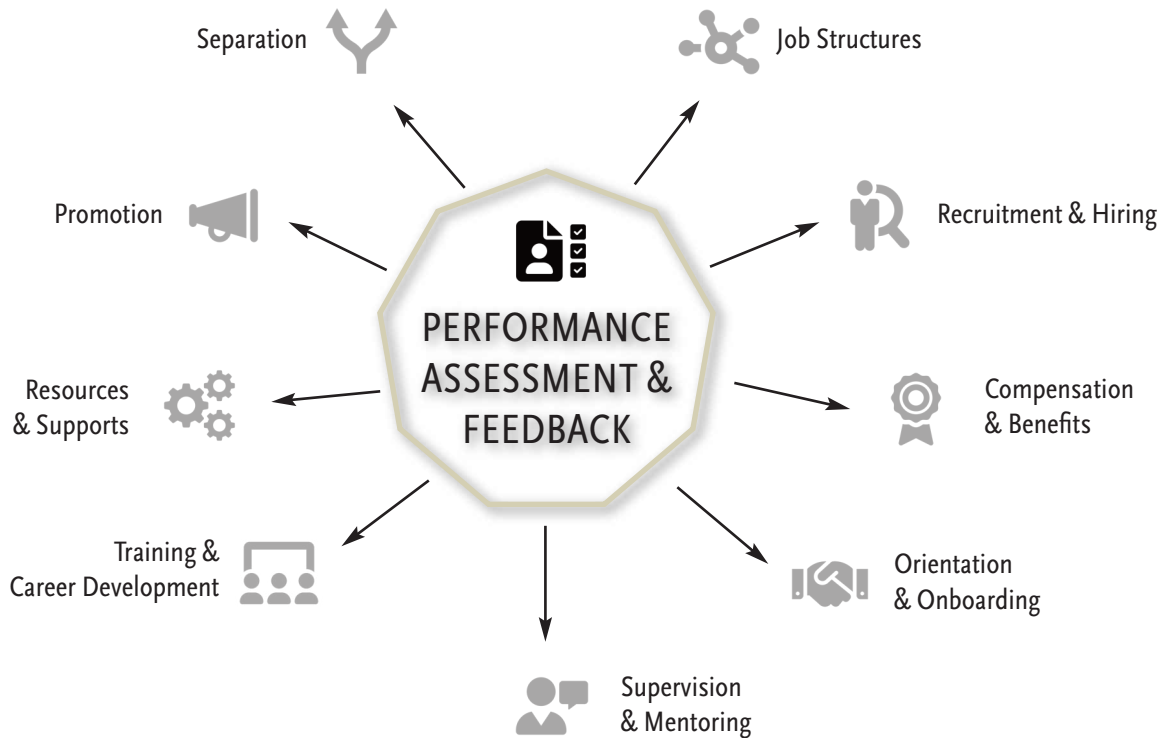 Separation
Job Structures
Promotion
Recruitment & Hiring
PERFORMANCE
ASSESSMENT &
FEEDBACK
Resources
& Supports
Compensation
& Benefits
Training &
Career Development
Orientation
& Onboarding
Supervision
& Mentoring